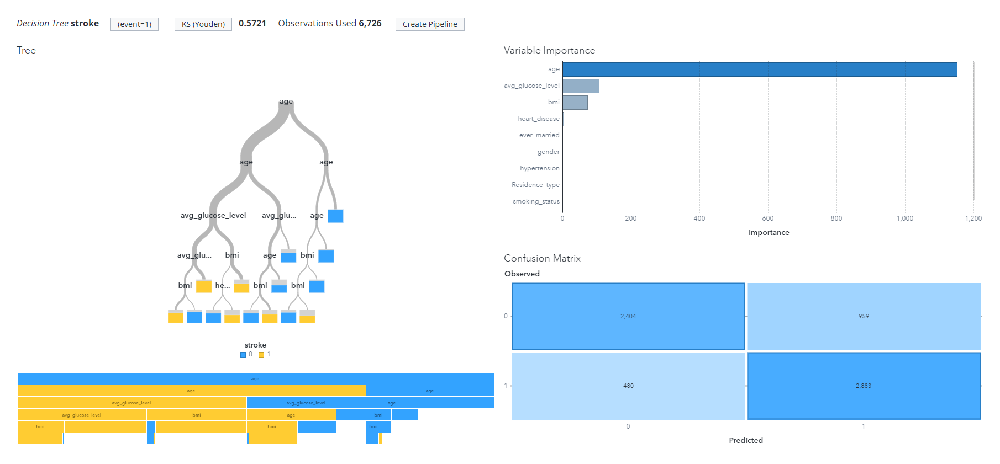 Decision Tree stroke (event=1) KS (Youden) 0.5721 Observations Used 6,726 Create Pipeline
Tree
age
age age
avg_glucose_level avg_glu... age
avg_glu... bmi age bmi
bmi he... bmi bmi
stroke
0 1
age
age age
avg_glucose_level avg_glucose_level age
avg_glucose_level bmi age bmi
bmi bmi bmi
Variable Importance
age
avg_glucose_level
bmi
heart_disease
ever_married
gender
hypertension
Residence_type
smoking_status
0 200 400 600 800 1,000 1,200
Importance
Confusion Matrix
Observed
0 2,404 959
1 480 2,883
0 1
Predicted